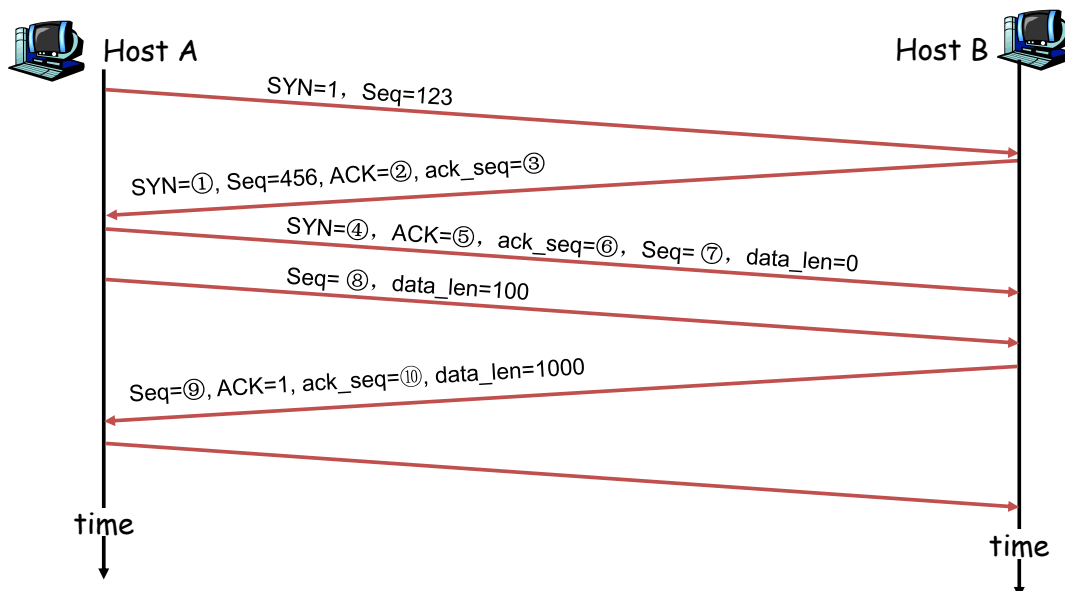 Host A
Host B
SYN=1，Seq=123
SYN=①, Seq=456, ACK=②, ack_seq=③
SYN=④，ACK=⑤，ack_seq=⑥，Seq= ⑦，data_len=0
Seq= ⑧，data_len=100
Seq=⑨, ACK=1, ack_seq=⑩, data_len=1000
time
time